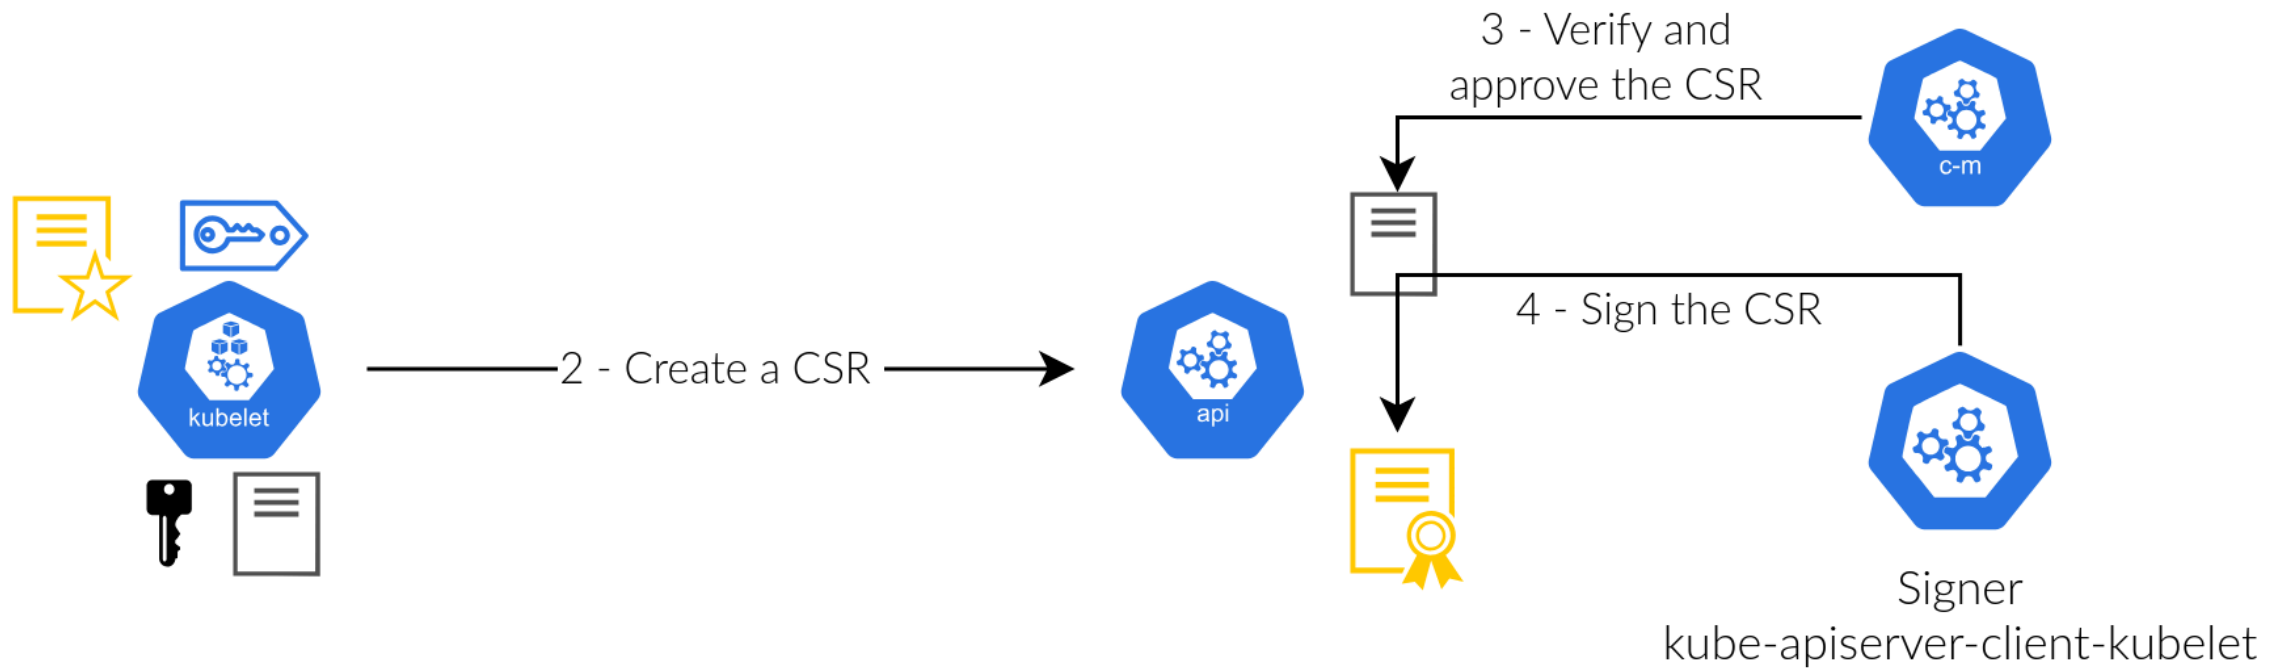 3 - Verify and
approve the CSR
c-m
4 - Sign the CSR
2 - Create a CSR
kubelet
api
Signer
kube-apiserver-client-kubelet